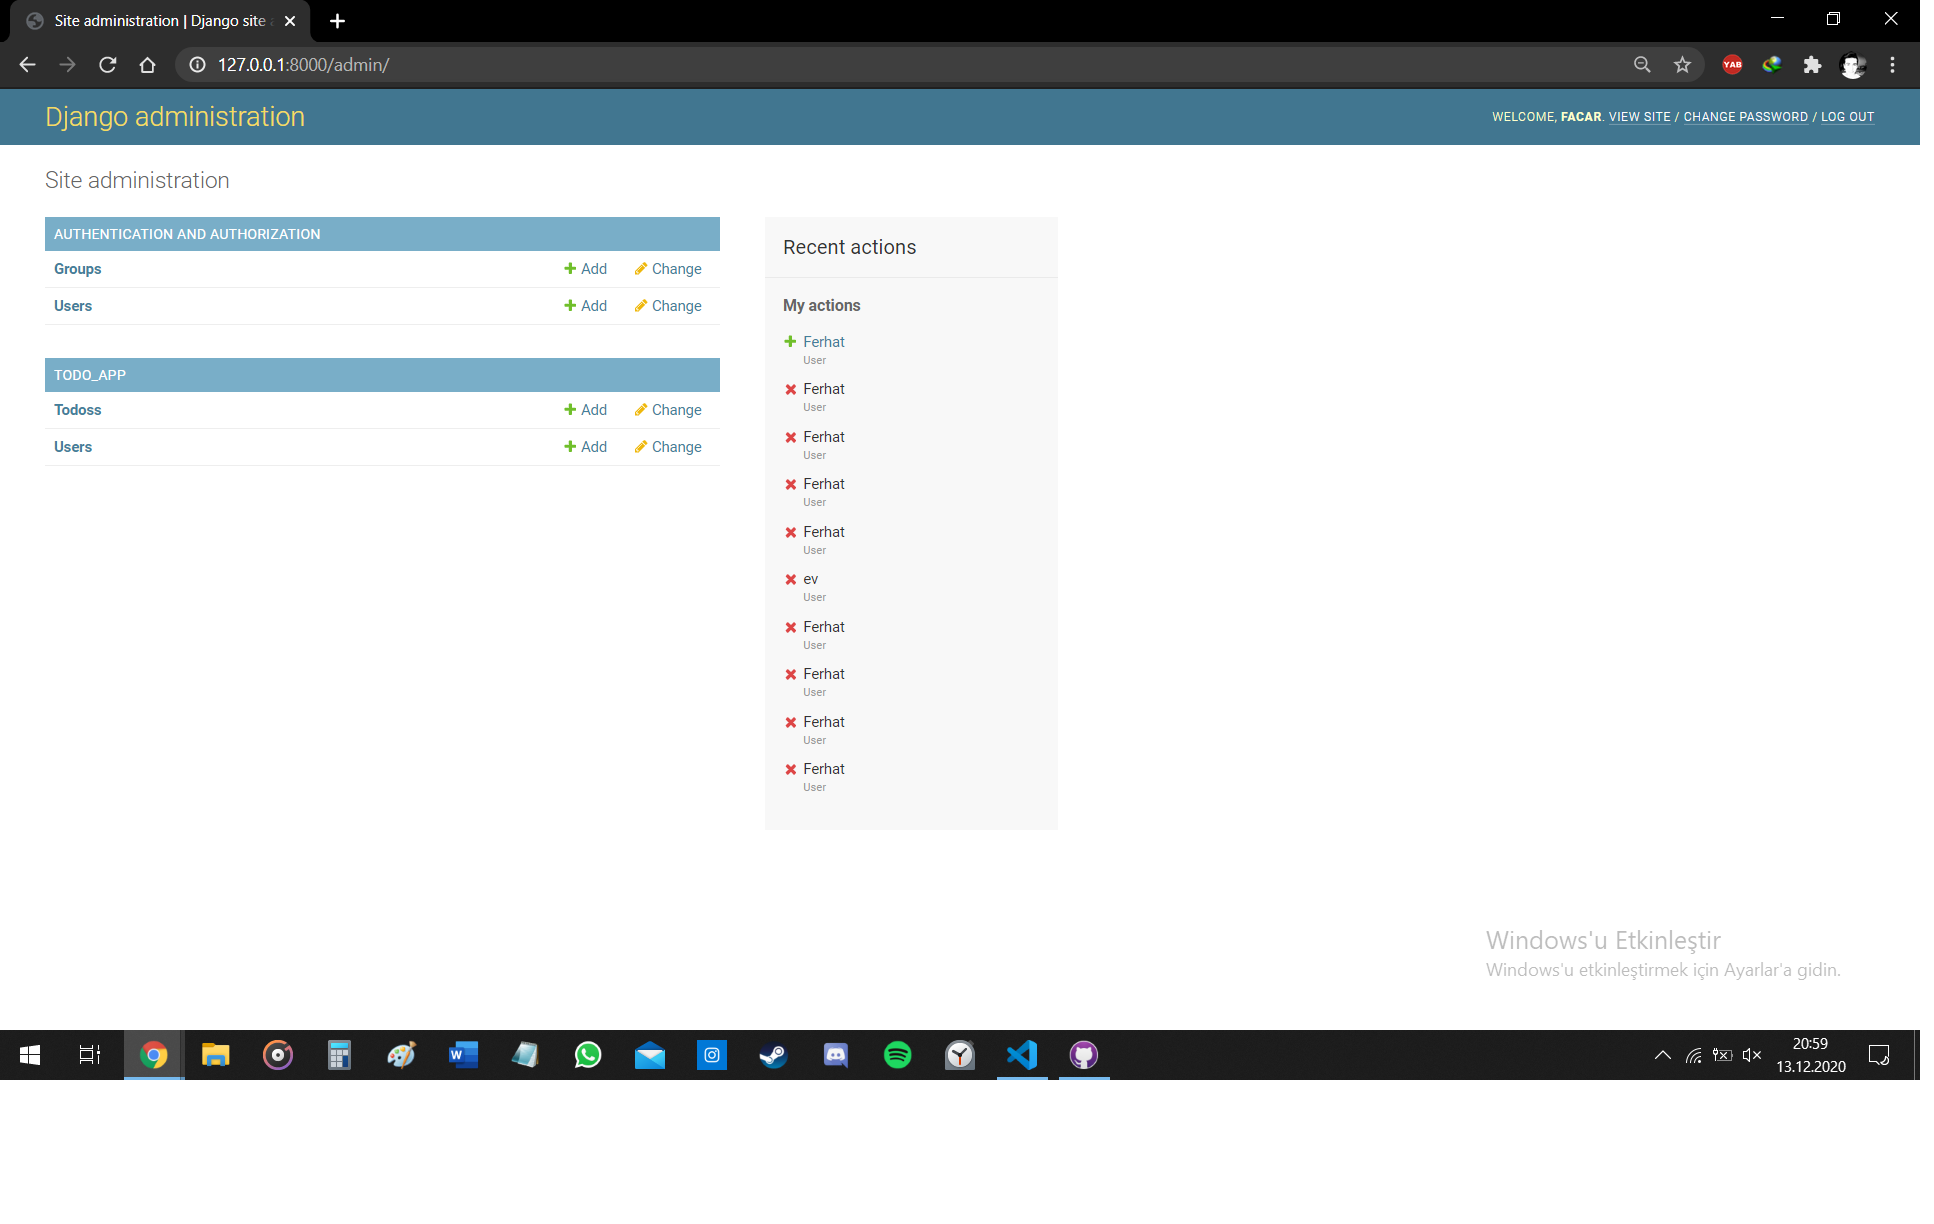 Site administration | Django site
127.0.0.1:8000/admin/
YAB
Django administration
WELCOME, FACAR. VIEW SITE / CHANGE PASSWORD / LOG OUT
Site administration
AUTHENTICATION AND AUTHORIZATION
Groups Add Change
Users Add Change
TODO_APP
Todoss Add Change
Users Add Change
Recent actions
My actions
Ferhat
User
Ferhat
User
Ferhat
User
Ferhat
User
Ferhat
User
ev
User
Ferhat
User
Ferhat
User
Ferhat
User
Ferhat
User
Windows'u Etkinleştir
Windows'u etkinleştirmek için Ayarlar'a gidin.
W
20:59
13.12.2020